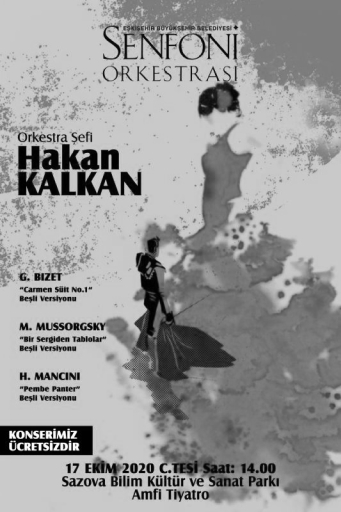 ESKİŞEHİR BÜYÜKŞEHİR BELEDİYESİ
SENFONİ
ORKESTRASI
Orkestra Şefi
Hakan
KALKAN
G. BIZET
"Carmen Süit No.1"
Beşli Versiyonu
M. MUSSORGSKY
"Bir Sergiden Tablolar"
Beşli Versiyonu
H. MANCINI
"Pembe Panter"
Beşli Versiyonu
KONSERİMİZ
ÜCRETSİZDİR
17 EKİM 2020 C.TESİ Saat: 14.00
Sazova Bilim Kültür ve Sanat Parkı
Amfi Tiyatro